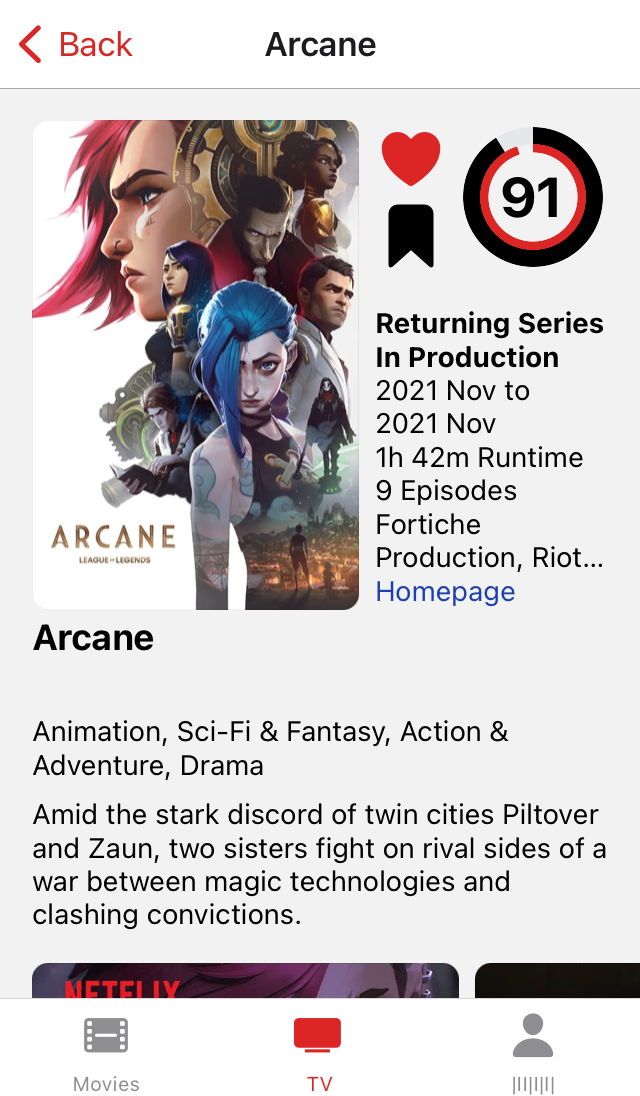 Back
Arcane
91
Returning Series
In Production
2021 Nov to
2021 Nov
1h 42m Runtime
9 Episodes
Fortiche
Production, Riot...
Homepage
ARCANE
LEAGUE OF LEGENDS
Arcane
Animation, Sci-Fi & Fantasy, Action &
Adventure, Drama
Amid the stark discord of twin cities Piltover
and Zaun, two sisters fight on rival sides of a
war between magic technologies and
clashing convictions.
NETFLIX
Movies
TV